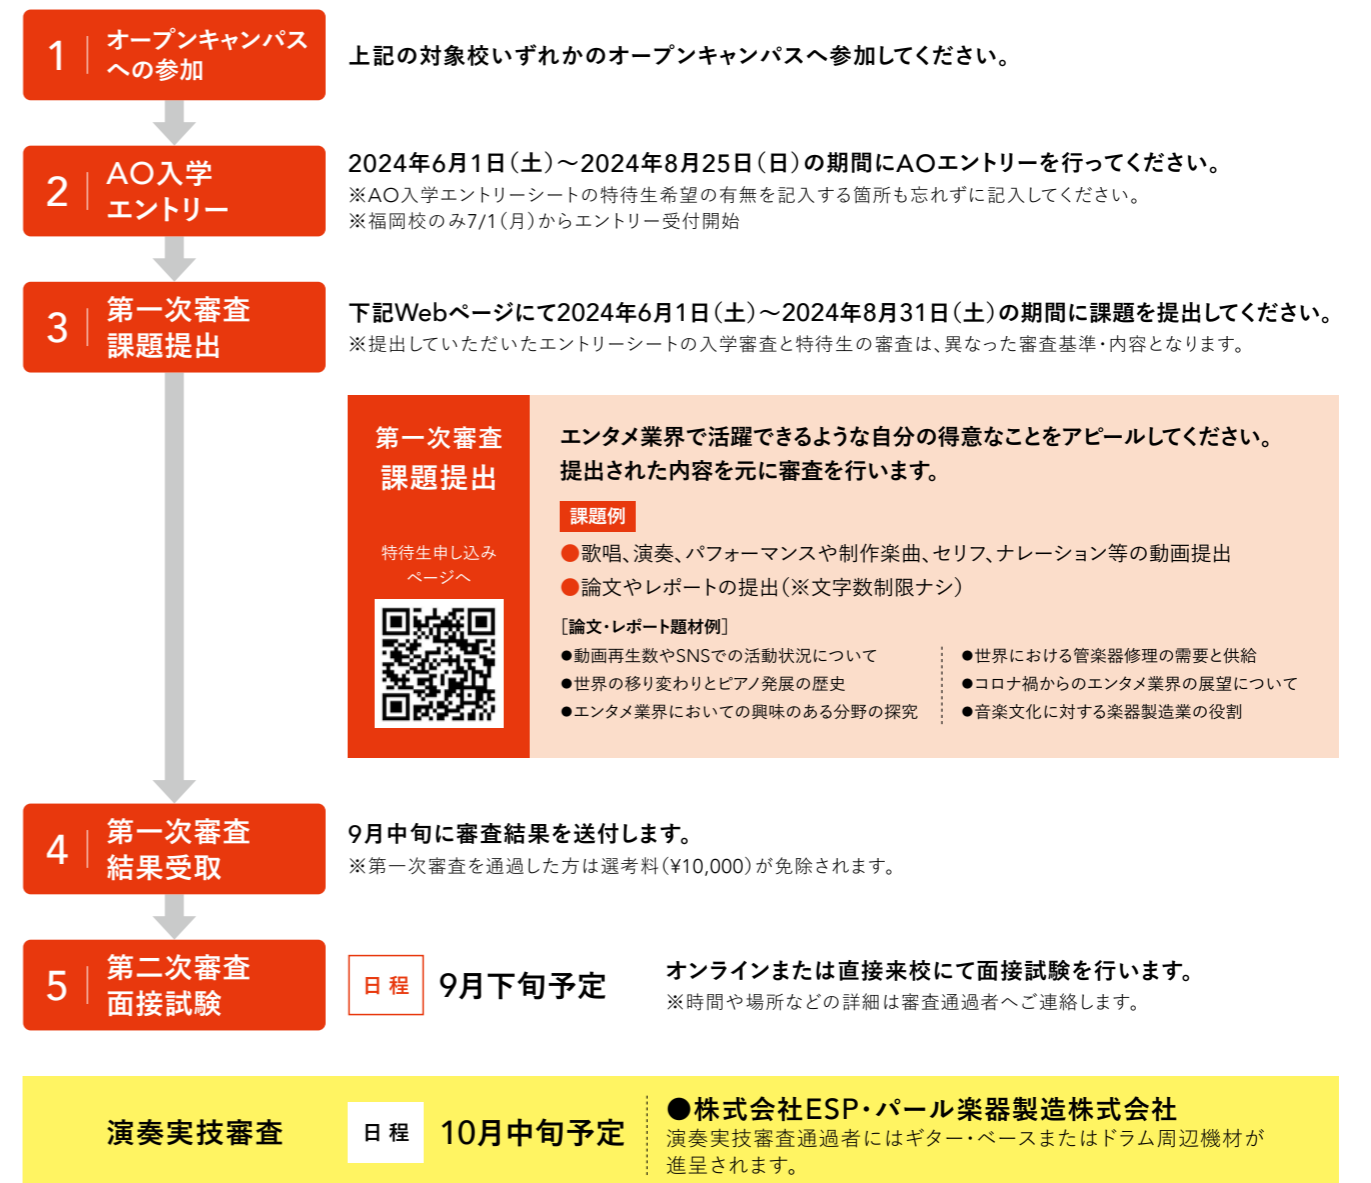 1 オープンキャンパス
への参加
上記の対象校いずれかのオープンキャンパスへ参加してください。
2 AO入学
エントリー
2024年6月1日（土）～2024年8月25日（日）の期間にAOエントリーを行ってください。
※AO入学エントリーシートの特待生希望の有無を記入する箇所も忘れずに記入してください。
※福岡校のみ7/1（月）からエントリー受付開始
3 第一次審査
課題提出
下記Webページにて2024年6月1日（土）～2024年8月31日（土）の期間に課題を提出してください。
※提出していただいたエントリーシートの入学審査と特待生の審査は、異なった審査基準・内容となります。
第一次審査
課題提出
特待生申し込み
ページへ
エンタメ業界で活躍できるような自分の得意なことをアピールしてください。
提出された内容を元に審査を行います。
課題例
●歌唱、演奏、パフォーマンスや制作楽曲、セリフ、ナレーション等の動画提出
●論文やレポートの提出（※文字数制限ナシ）
［論文・レポート題材例］
●動画再生数やSNSでの活動状況について
●世界の移り変わりとピアノ発展の歴史
●エンタメ業界においての興味のある分野の探究
●世界における管楽器修理の需要と供給
●コロナ禍からのエンタメ業界の展望について
●音楽文化に対する楽器製造業の役割
4 第一次審査
結果受取
9月中旬に審査結果を送付します。
※第一次審査を通過した方は選考料（¥10,000）が免除されます。
5 第二次審査
面接試験
日程 9月下旬予定
オンラインまたは直接来校にて面接試験を行います。
※時間や場所などの詳細は審査通過者へご連絡します。
演奏実技審査
日程 10月中旬予定
●株式会社ESP・パール楽器製造株式会社
演奏実技審査通過者にはギター・ベースまたはドラム周辺機材が
進呈されます。